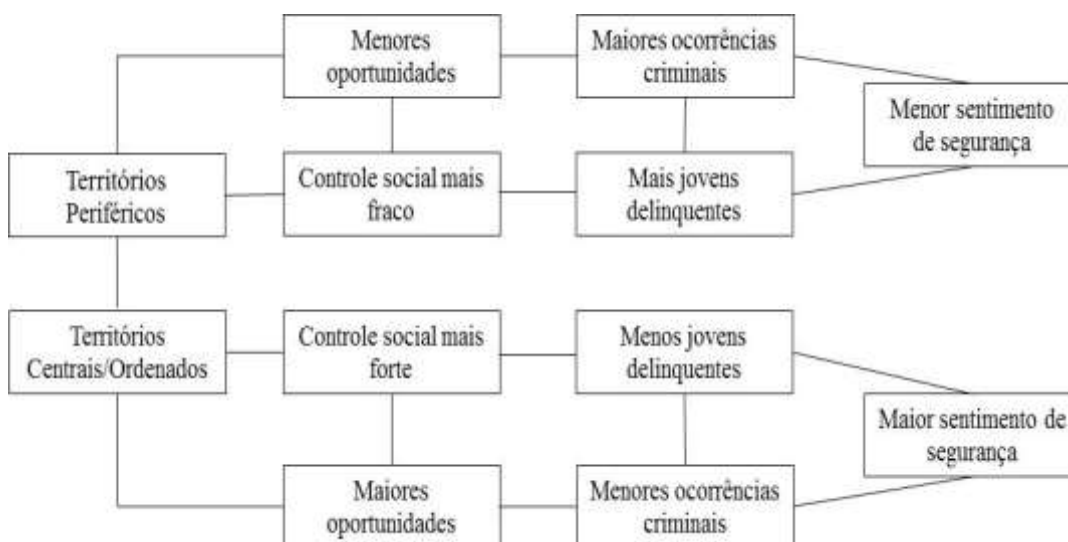 Menores
oportunidades
Maiores ocorrências
criminais
Menor sentimento
de segurança
Territórios
Periféricos
Controle social mais
fraco
Mais jovens
delinquentes
Territórios
Centrais/Ordenados
Controle social mais
forte
Menos jovens
delinquentes
Maior sentimento de
segurança
Maiores
oportunidades
Menores ocorrências
criminais